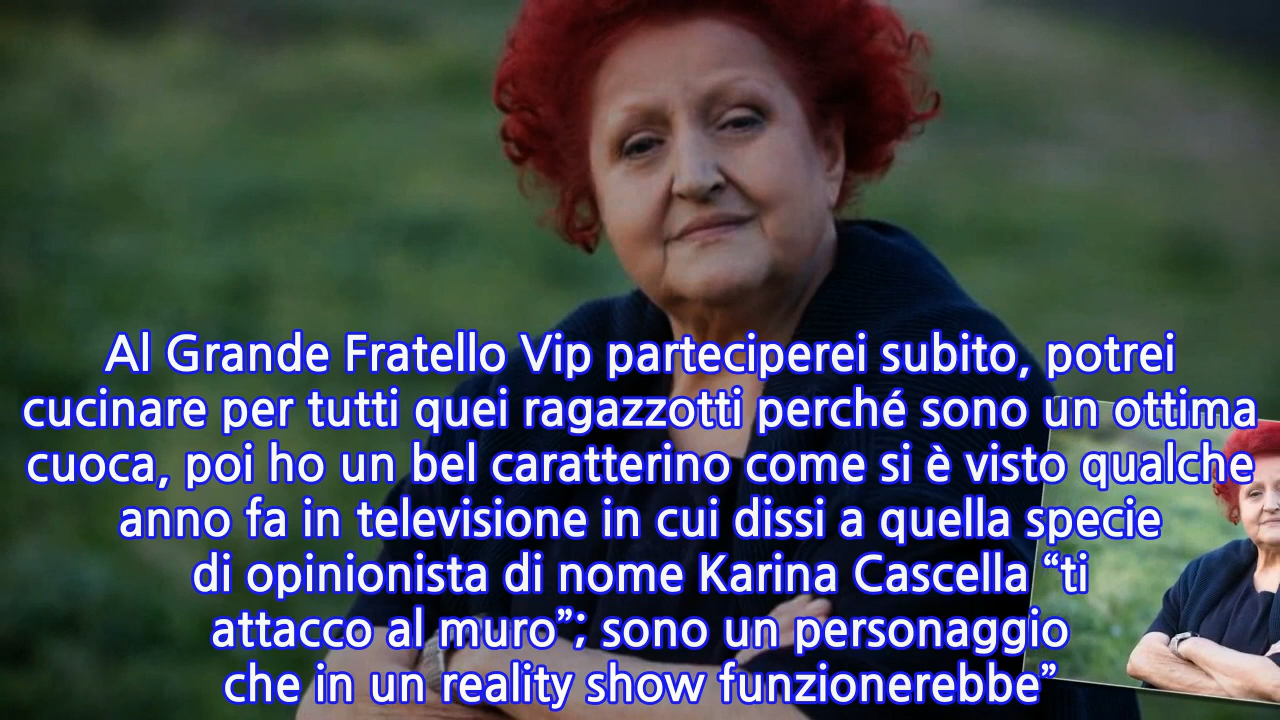 Al Grande Fratello Vip parteciperei subito, potrei
cucinare per tutti quei ragazzotti perché sono un ottima
cuoca, poi ho un bel caratterino come si è visto qualche
anno fa in televisione in cui dissi a quella specie
di opinionista di nome Karina Cascella “ti
attacco al muro”; sono un personaggio
che in un reality show funzionerebbe”